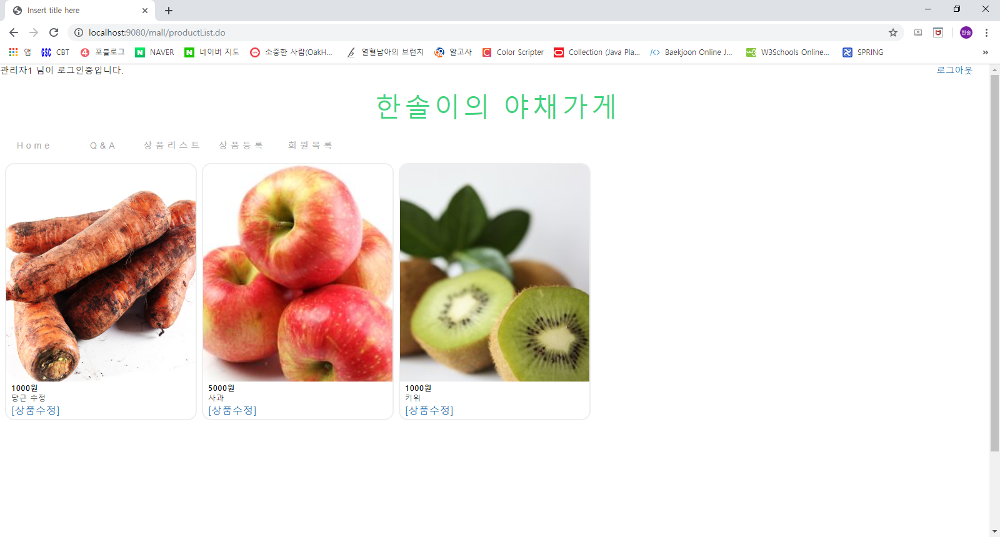 Insert title here
localhost:9080/mall/productList.do
한솔
앱 CBT 포블로그 NAVER 네이버 지도 소중한 사람(OakH... 열혈남아의 브런치 알고사 Color Scripter Collection (Java Pla... Baekjoon Online J... W3Schools Online... SPRING »
관리자1 님이 로그인중입니다. 로그아웃
한솔이의 야채가게
Home Q&A 상품리스트 상품등록 회원목록
1000원
당근 수정
[상품수정]
5000원
사과
[상품수정]
1000원
키위
[상품수정]